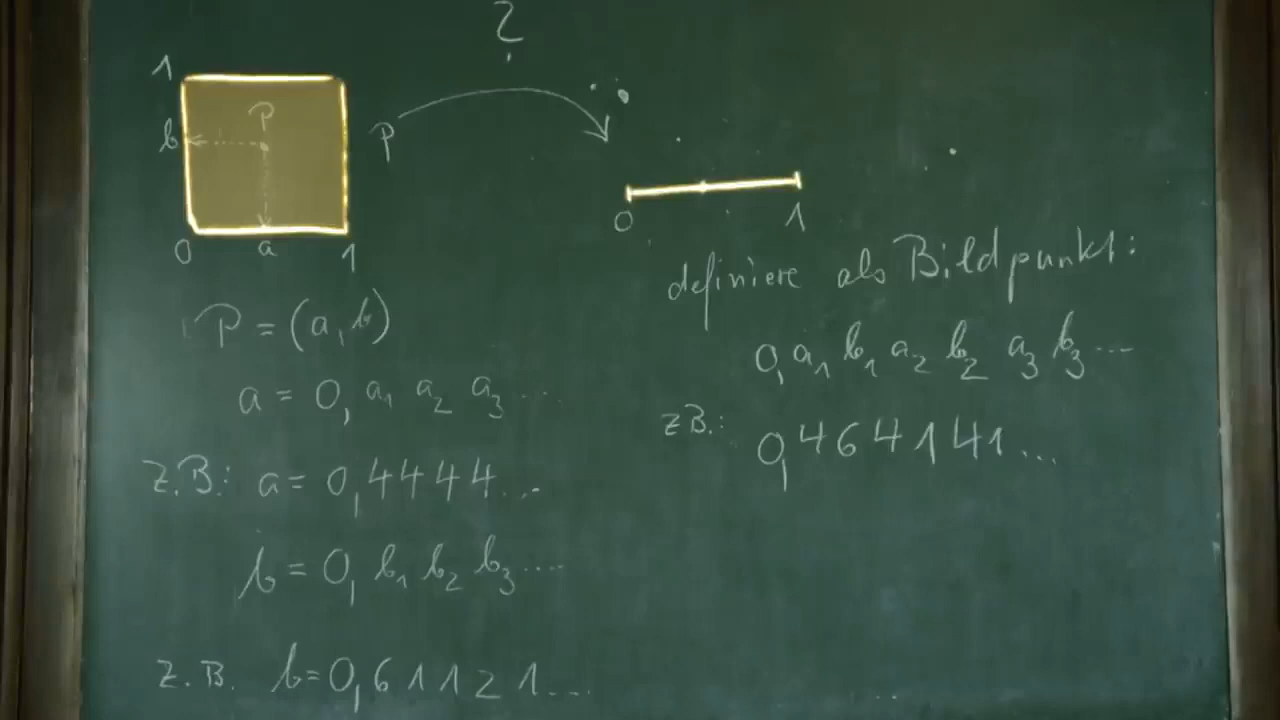 ?
1
b P P
0 a 1
0 1
P = (a, b)
a = 0, a₁ a₂ a₃ ...
z.B.: a = 0,4444...
b = 0, b₁ b₂ b₃ ....
z.B. b=0,61121...
definiere als Bildpunkt:
0, a₁ b₁ a₂ b₂ a₃ b₃ ...
zB.: 0,464141...